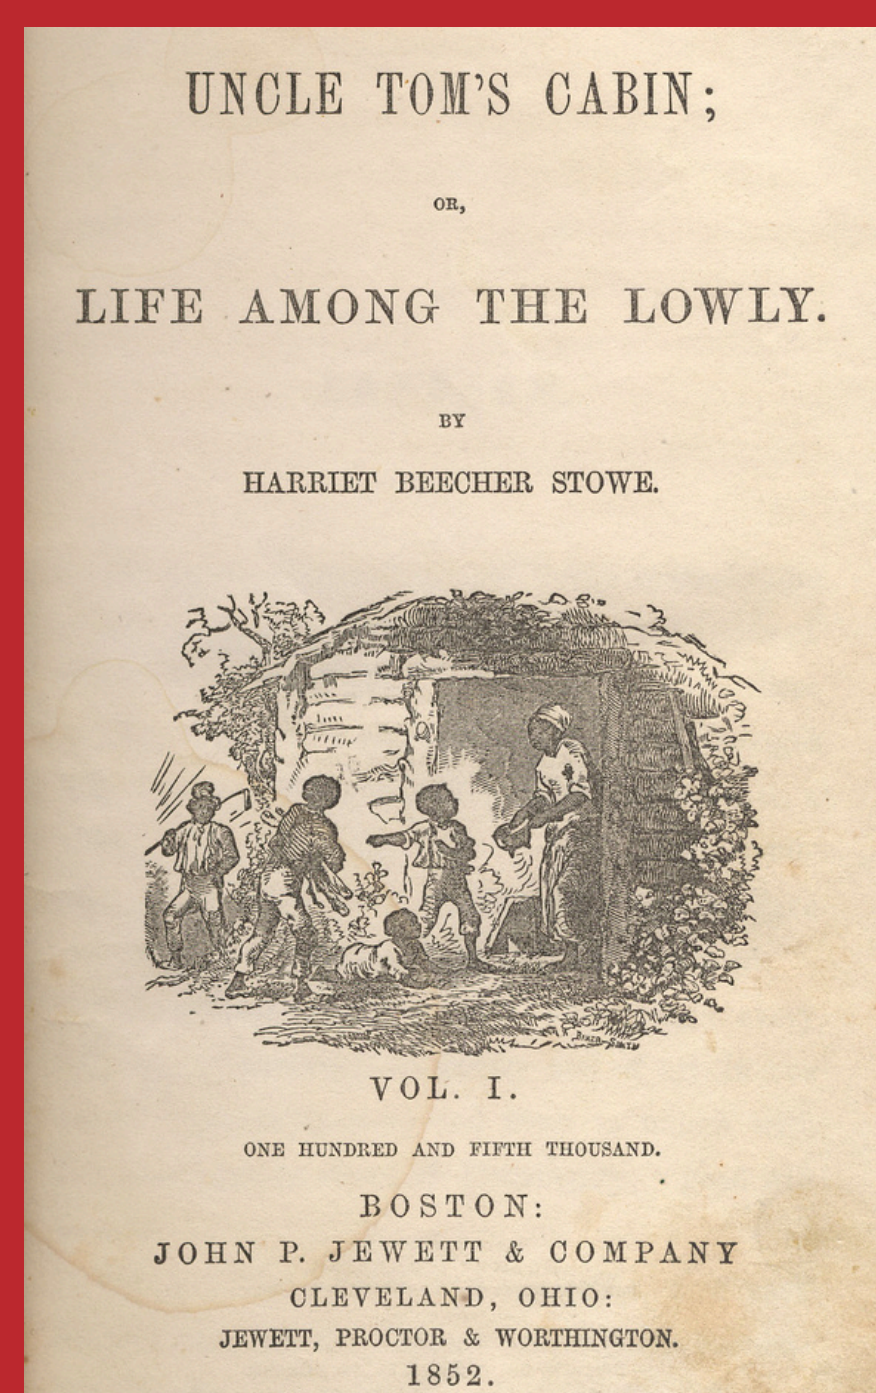 UNCLE TOM'S CABIN;
OR,
LIFE AMONG THE LOWLY.
BY
HARRIET BEECHER STOWE.
VOL. I.
ONE HUNDRED AND FIFTH THOUSAND.
BOSTON:
JOHN P. JEWETT & COMPANY
CLEVELAND, OHIO:
JEWETT, PROCTOR & WORTHINGTON.
1852.